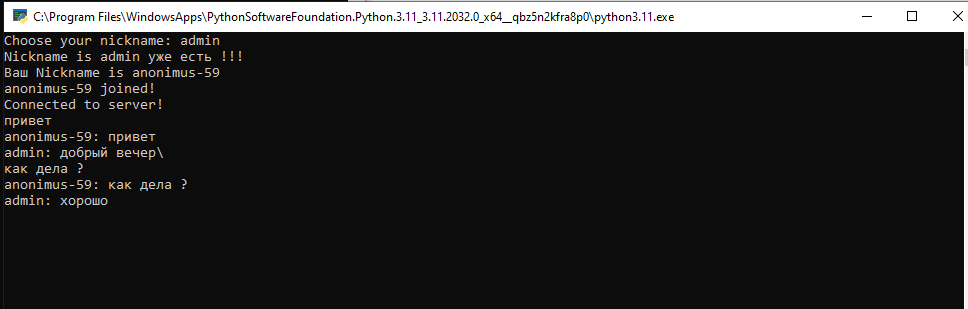 C:\Program Files\WindowsApps\PythonSoftwareFoundation.Python.3.11_3.11.2032.0_x64__qbz5n2kfra8p0\python3.11.exe
Choose your nickname: admin
Nickname is admin уже есть !!!
Ваш Nickname is anonimus-59
anonimus-59 joined!
Connected to server!
привет
anonimus-59: привет
admin: добрый вечер\
как дела ?
anonimus-59: как дела ?
admin: хорошо